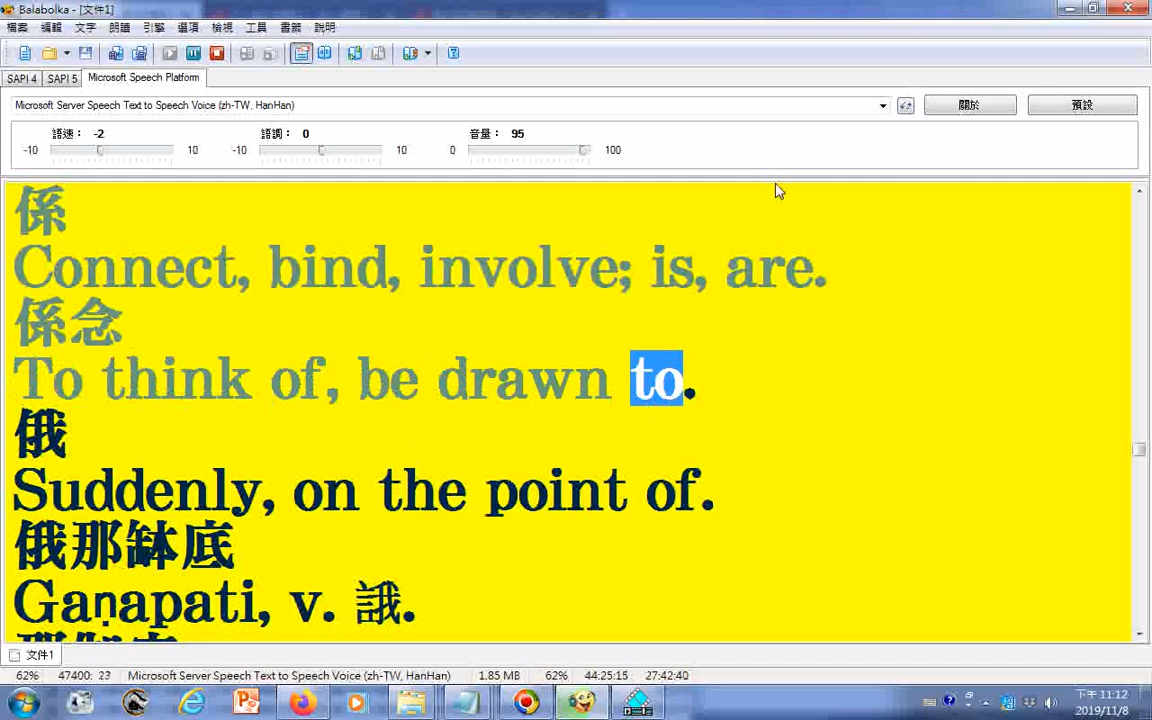 Balabolka - [文件1]
檔案 編輯 文字 朗讀 引擎 選項 檢視 工具 書籤 說明
SAPI 4 SAPI 5 Microsoft Speech Platform
Microsoft Server Speech Text to Speech Voice (zh-TW, HanHan) 關於 預設
語速： -2 語調： 0 音量： 95
-10 10 -10 10 0 100
係
Connect, bind, involve; is, are.
係念
To think of, be drawn to.
俄
Suddenly, on the point of.
俄那缽底
Gaṇapati, v. 誐.
文件1
62% 47400: 23 Microsoft Server Speech Text to Speech Voice (zh-TW, HanHan) 1.85 MB 62% 44:25:15 27:42:40
下午 11:12
2019/11/8